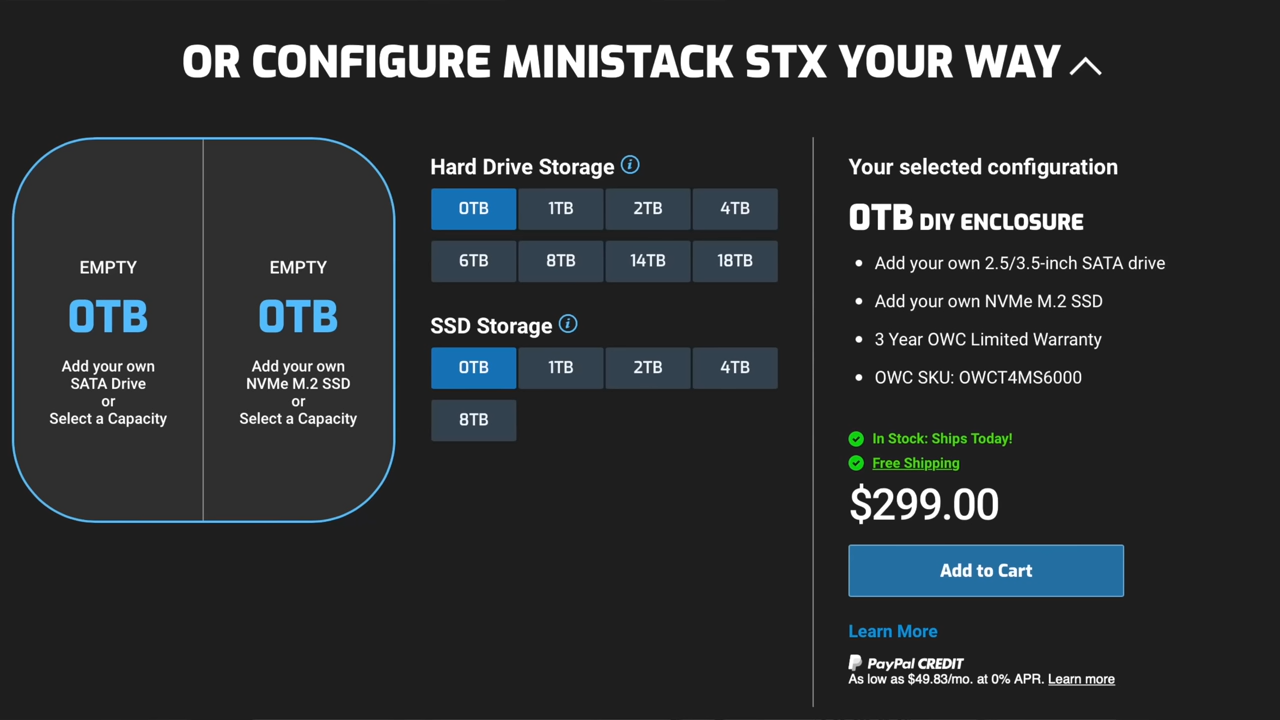 OR CONFIGURE MINISTACK STX YOUR WAY
EMPTY
0TB
Add your own
SATA Drive
or
Select a Capacity
EMPTY
0TB
Add your own
NVMe M.2 SSD
or
Select a Capacity
Hard Drive Storage
0TB 1TB 2TB 4TB
6TB 8TB 14TB 18TB
SSD Storage
0TB 1TB 2TB 4TB
8TB
Your selected configuration
0TB DIY ENCLOSURE
• Add your own 2.5/3.5-inch SATA drive
• Add your own NVMe M.2 SSD
• 3 Year OWC Limited Warranty
• OWC SKU: OWCT4MS6000
In Stock: Ships Today!
Free Shipping
$299.00
Add to Cart
Learn More
PayPal CREDIT
As low as $49.83/mo. at 0% APR. Learn more